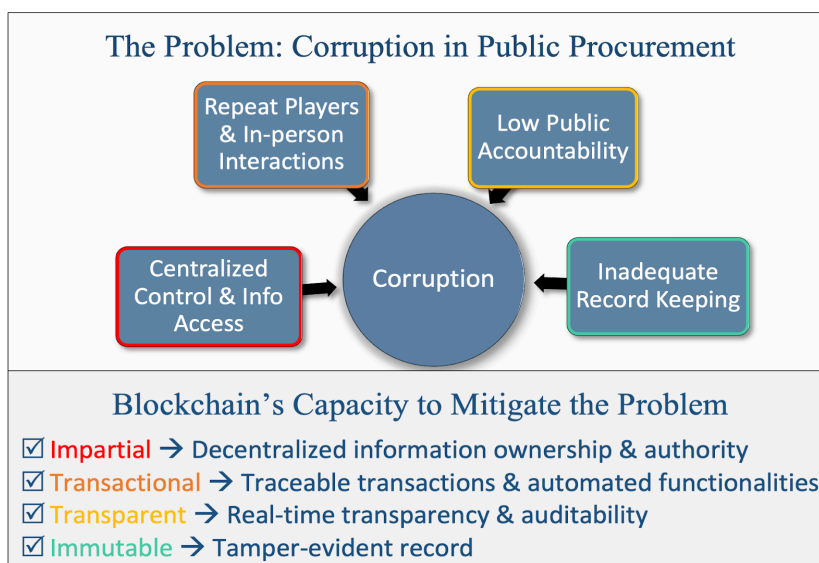 The Problem: Corruption in Public Procurement
Repeat Players
& In-person
Interactions
Low Public
Accountability
Centralized
Control & Info
Access
Corruption
Inadequate
Record Keeping
Blockchain's Capacity to Mitigate the Problem
☑ Impartial → Decentralized information ownership & authority
☑ Transactional → Traceable transactions & automated functionalities
☑ Transparent → Real-time transparency & auditability
☑ Immutable → Tamper-evident record